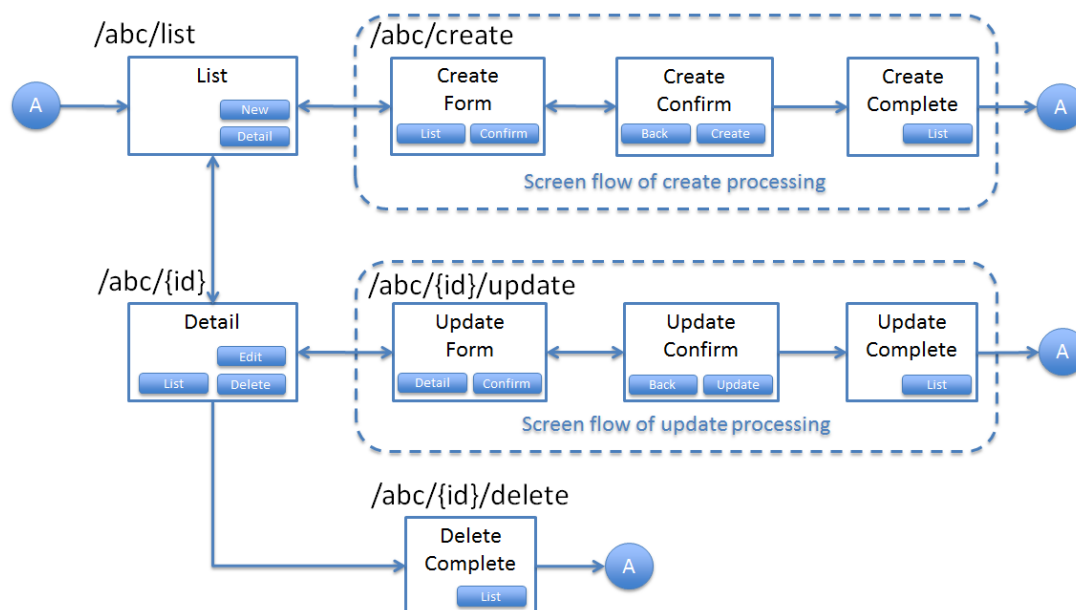 /abc/list
/abc/create
A
List
New
Detail
Create
Form
List
Confirm
Create
Confirm
Back
Create
Create
Complete
List
A
Screen flow of create processing
/abc/{id}
/abc/{id}/update
Detail
Edit
List
Delete
Update
Form
Detail
Confirm
Update
Confirm
Back
Update
Update
Complete
List
A
Screen flow of update processing
/abc/{id}/delete
Delete
Complete
List
A